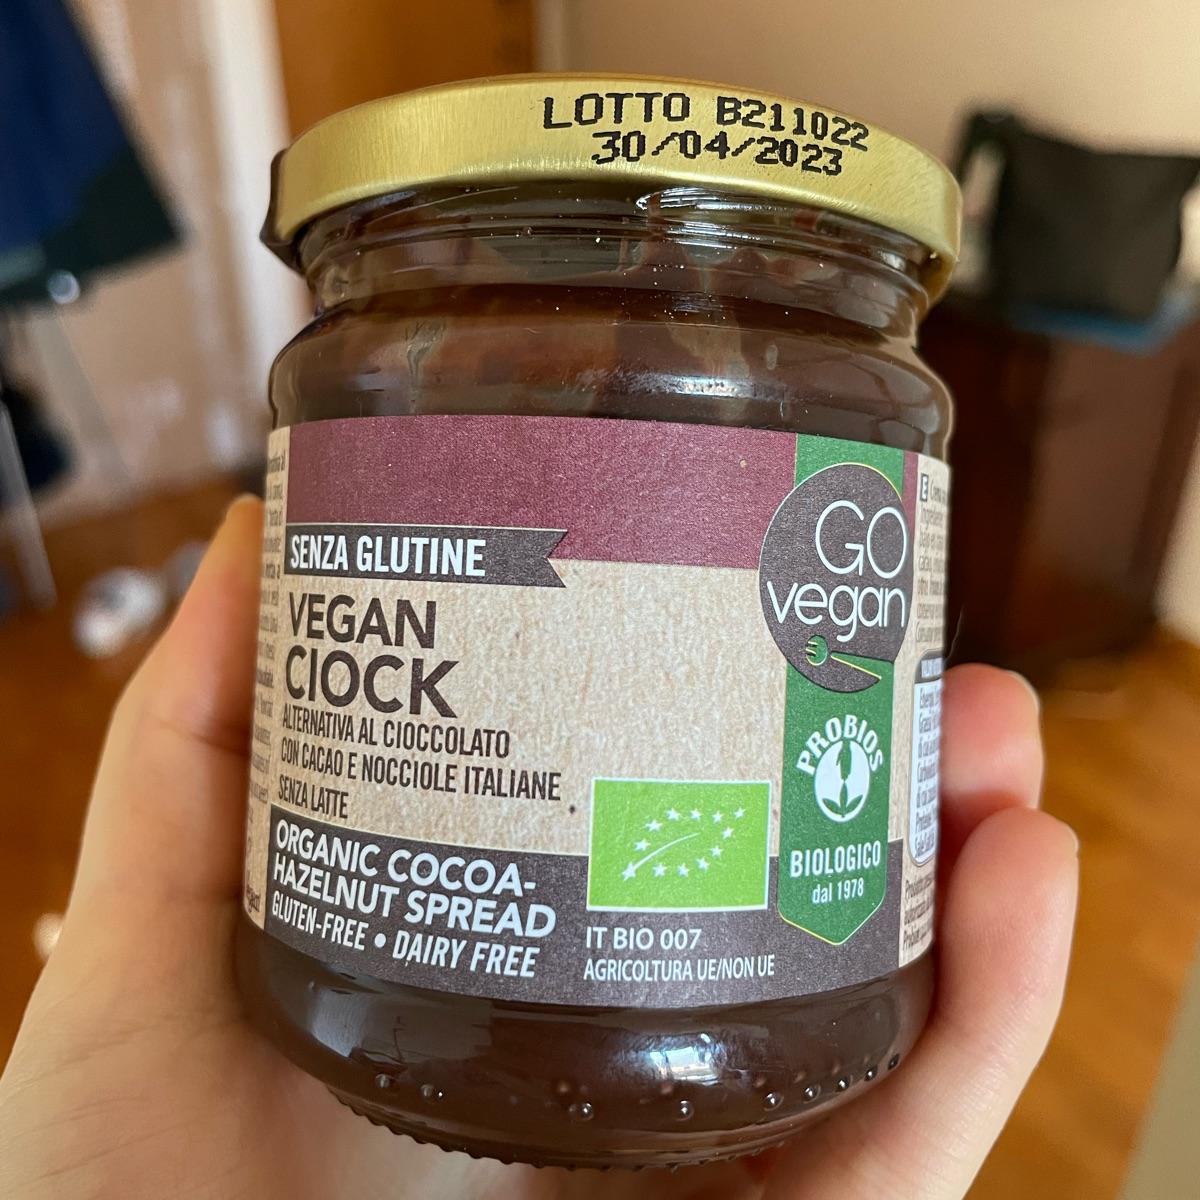 LOTTO B211022
30/04/2023
SENZA GLUTINE
VEGAN
CIOCK
ALTERNATIVA AL CIOCCOLATO
CON CACAO E NOCCIOLE ITALIANE
SENZA LATTE
ORGANIC COCOA-
HAZELNUT SPREAD
GLUTEN-FREE • DAIRY FREE
IT BIO 007
AGRICOLTURA UE/NON UE
GO
vegan
PROBIOS
BIOLOGICO
dal 1978
E